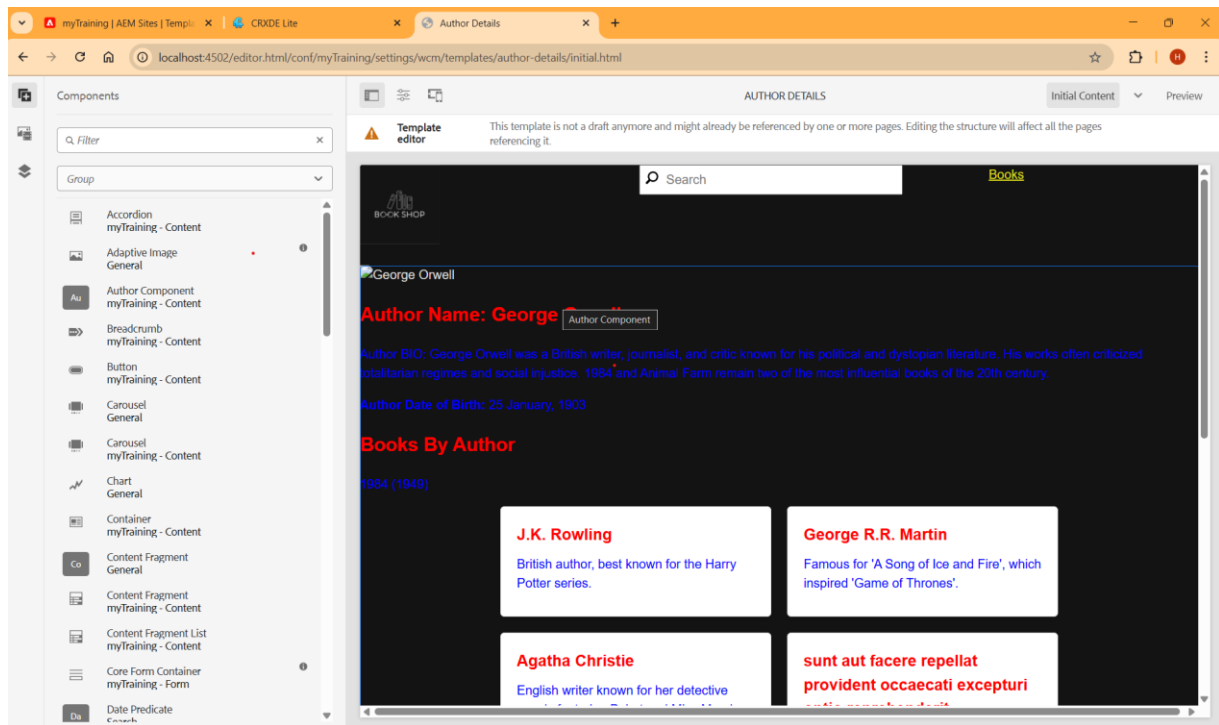 myTraining | AEM Sites | Templ
CRXDE Lite
Author Details
localhost:4502/editor.html/conf/myTraining/settings/wcm/templates/author-details/initial.html
H
Components
AUTHOR DETAILS
Initial Content
Preview
Filter
Template editor
This template is not a draft anymore and might already be referenced by one or more pages. Editing the structure will affect all the pages
referencing it.
Group
Accordion
myTraining - Content
Adaptive Image
General
Au
Author Component
myTraining - Content
Breadcrumb
myTraining - Content
Button
myTraining - Content
Carousel
General
Carousel
myTraining - Content
Chart
General
Container
myTraining - Content
Co
Content Fragment
General
Content Fragment
myTraining - Content
Content Fragment List
myTraining - Content
Core Form Container
myTraining - Form
Da
Date Predicate
Search
BOOK SHOP
Search
Books
George Orwell
Author Name: George
Author Component
Author BIO: George Orwell was a British writer, journalist, and critic known for his political and dystopian literature. His works often criticized
totalitarian regimes and social injustice. 1984 and Animal Farm remain two of the most influential books of the 20th century.
Author Date of Birth: 25 January, 1903
Books By Author
1984 (1949)
J.K. Rowling
British author, best known for the Harry
Potter series.
George R.R. Martin
Famous for 'A Song of Ice and Fire', which
inspired 'Game of Thrones'.
Agatha Christie
English writer known for her detective
sunt aut facere repellat
provident occaecati excepturi